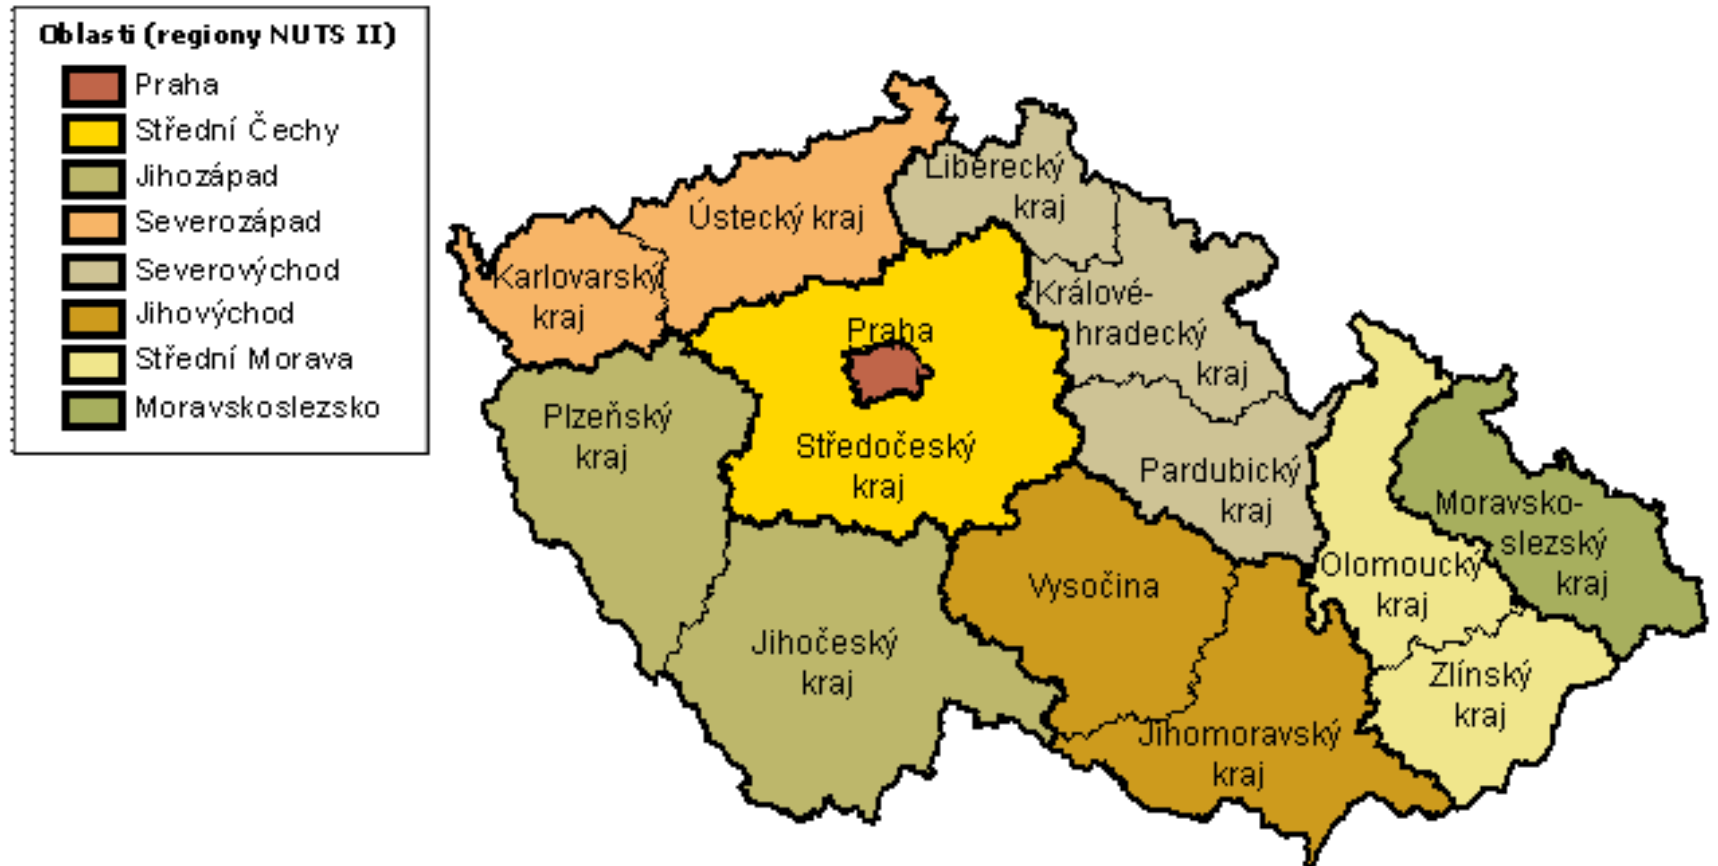 Oblasti (regiony NUTS II)
Praha
Střední Čechy
Jihozápad
Severozápad
Severovýchod
Jihovýchod
Střední Morava
Moravskoslezsko
Liberecký
kraj
Ústecký kraj
Karlovarský
kraj
Králové-
hradecký
kraj
Praha
Plzeňský
kraj
Středočeský
kraj
Pardubický
kraj
Moravsko-
slezský
kraj
Olomoucký
kraj
Vysočina
Jihočeský
kraj
Zlínský
kraj
Jihomoravský
kraj